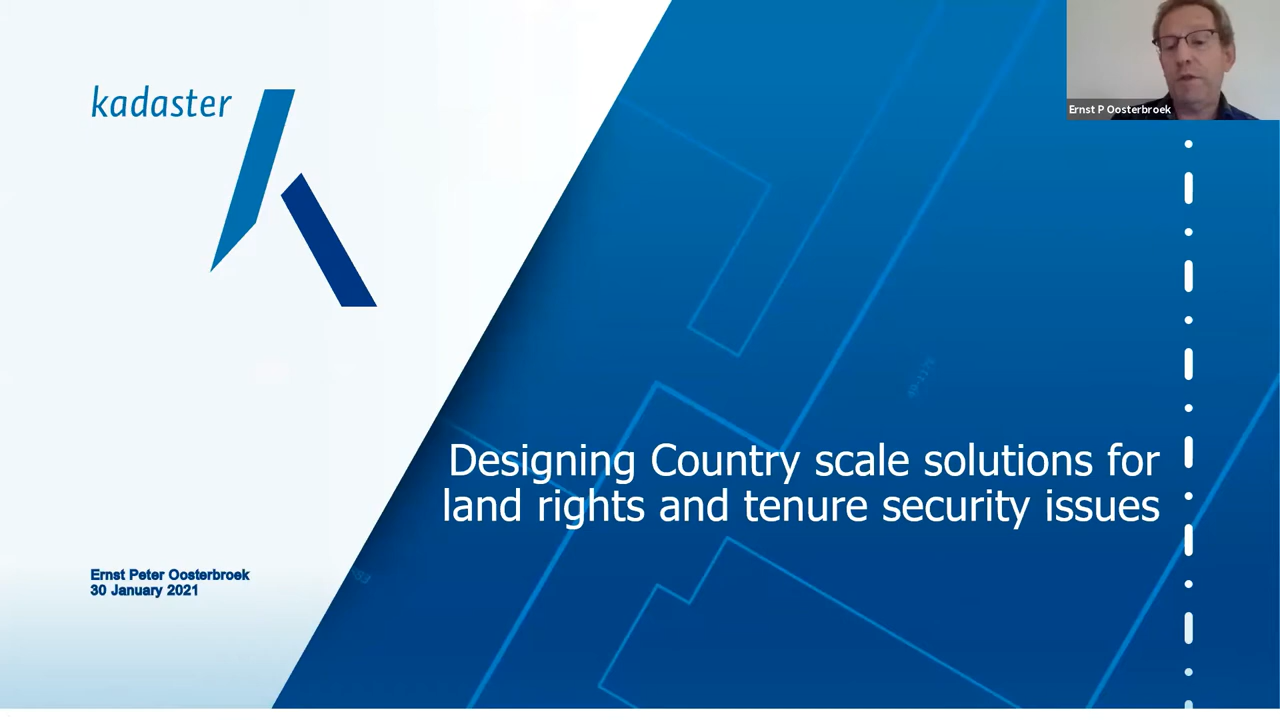 kadaster
Ernst P Oosterbroek
Designing Country scale solutions for
land rights and tenure security issues
Ernst Peter Oosterbroek
30 January 2021